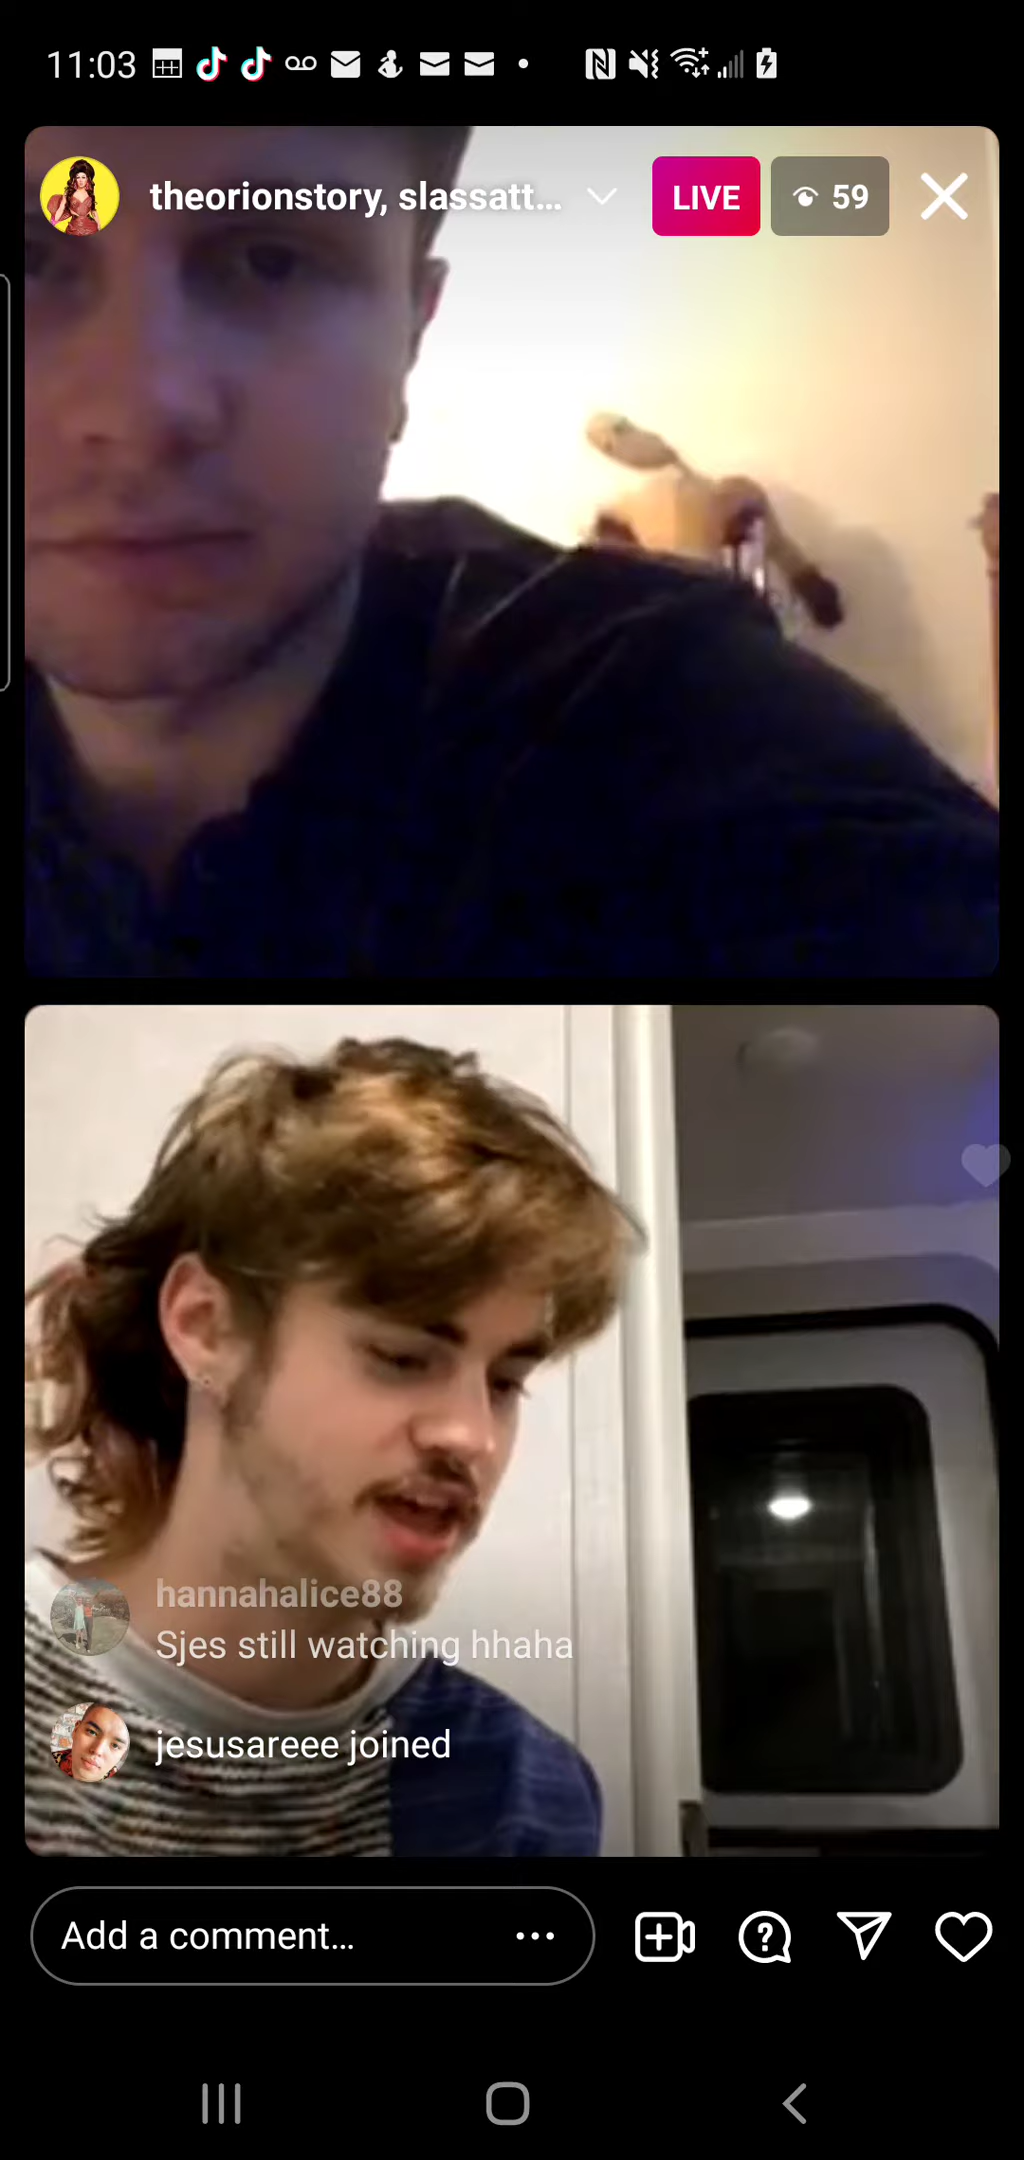 11:03
theorionstory, slassatt...
LIVE
59
hannahalice88
Sjes still watching hhaha
jesusareee joined
Add a comment...